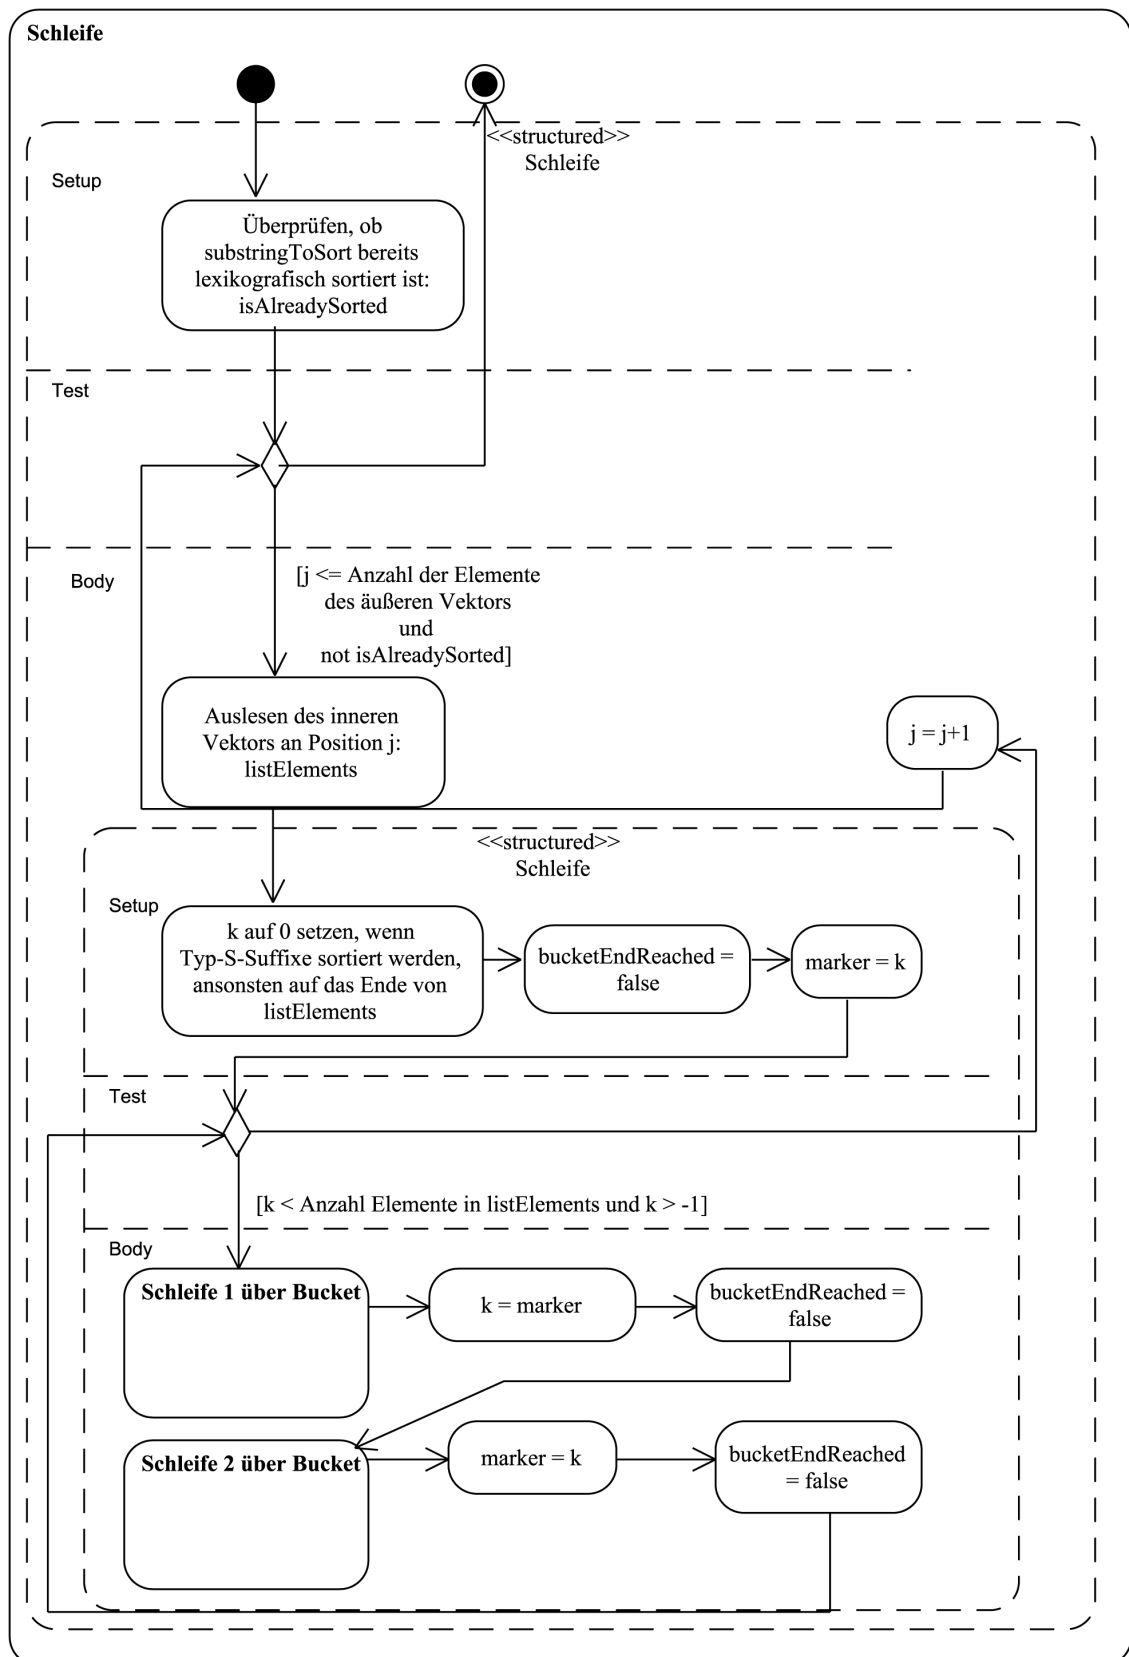 Schleife
<<structured>>
Schleife
Setup
Überprüfen, ob
substringToSort bereits
lexikografisch sortiert ist:
isAlreadySorted
Test
Body
[j <= Anzahl der Elemente
des äußeren Vektors
und
not isAlreadySorted]
Auslesen des inneren
Vektors an Position j:
listElements
j = j+1
<<structured>>
Schleife
Setup
k auf 0 setzen, wenn
Typ-S-Suffixe sortiert werden,
ansonsten auf das Ende von
listElements
bucketEndReached =
false
marker = k
Test
[k < Anzahl Elemente in listElements und k > -1]
Body
Schleife 1 über Bucket
k = marker
bucketEndReached =
false
Schleife 2 über Bucket
marker = k
bucketEndReached
= false